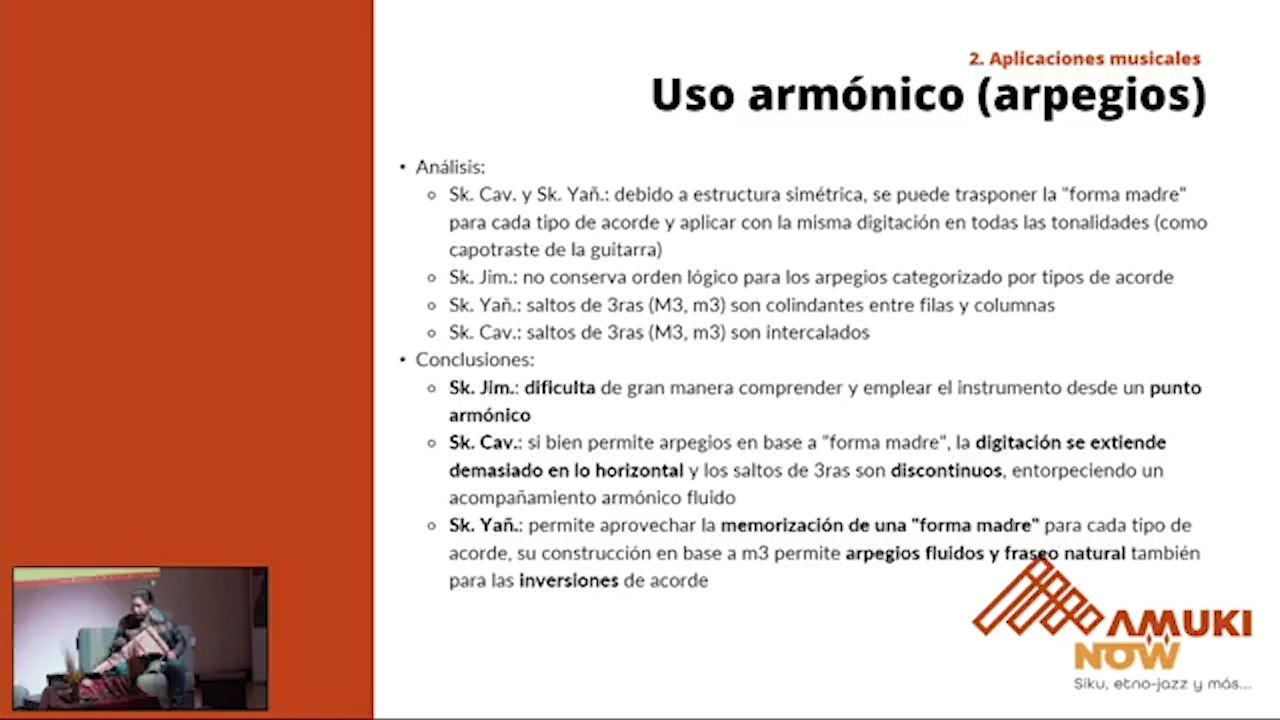 2. Aplicaciones musicales
Uso armónico (arpegios)
• Análisis:
Sk. Cav. y Sk. Yañ.: debido a estructura simétrica, se puede trasponer la "forma madre"
para cada tipo de acorde y aplicar con la misma digitación en todas las tonalidades (como
capotraste de la guitarra)
Sk. Jim.: no conserva orden lógico para los arpegios categorizado por tipos de acorde
Sk. Yañ.: saltos de 3ras (M3, m3) son colindantes entre filas y columnas
Sk. Cav.: saltos de 3ras (M3, m3) son intercalados
• Conclusiones:
Sk. Jim.: dificulta de gran manera comprender y emplear el instrumento desde un punto
armónico
Sk. Cav.: si bien permite arpegios en base a "forma madre", la digitación se extiende
demasiado en lo horizontal y los saltos de 3ras son discontinuos, entorpeciendo un
acompañamiento armónico fluido
Sk. Yañ.: permite aprovechar la memorización de una "forma madre" para cada tipo de
acorde, su construcción en base a m3 permite arpegios fluidos y fraseo natural también
para las inversiones de acorde
AMUKI
NOW
Siku, etno-jazz y más...